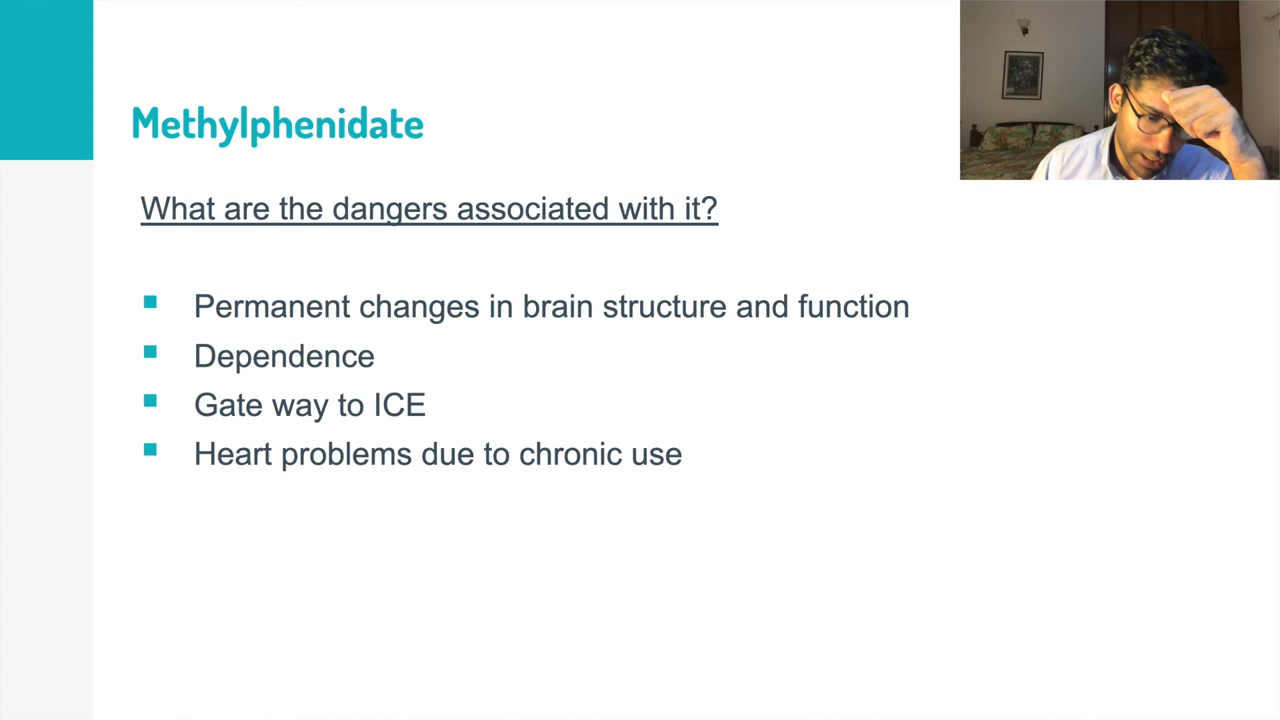 Methylphenidate
What are the dangers associated with it?
Permanent changes in brain structure and function
Dependence
Gate way to ICE
Heart problems due to chronic use